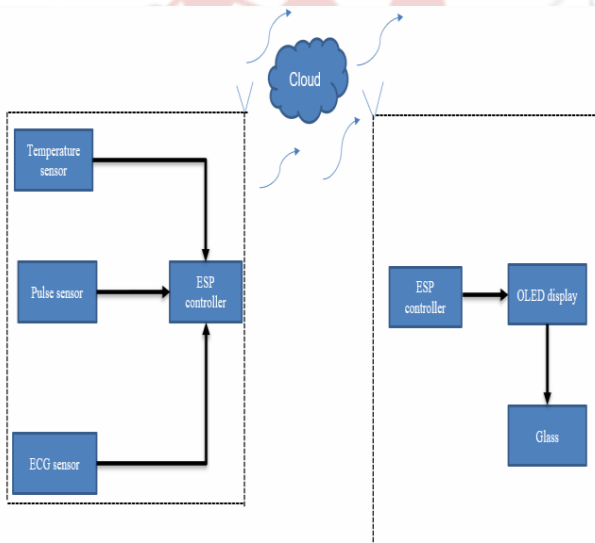 Cloud
Temperature
sensor
Pulse sensor
ESP
controller
ECG sensor
ESP
controller
OLED display
Glass